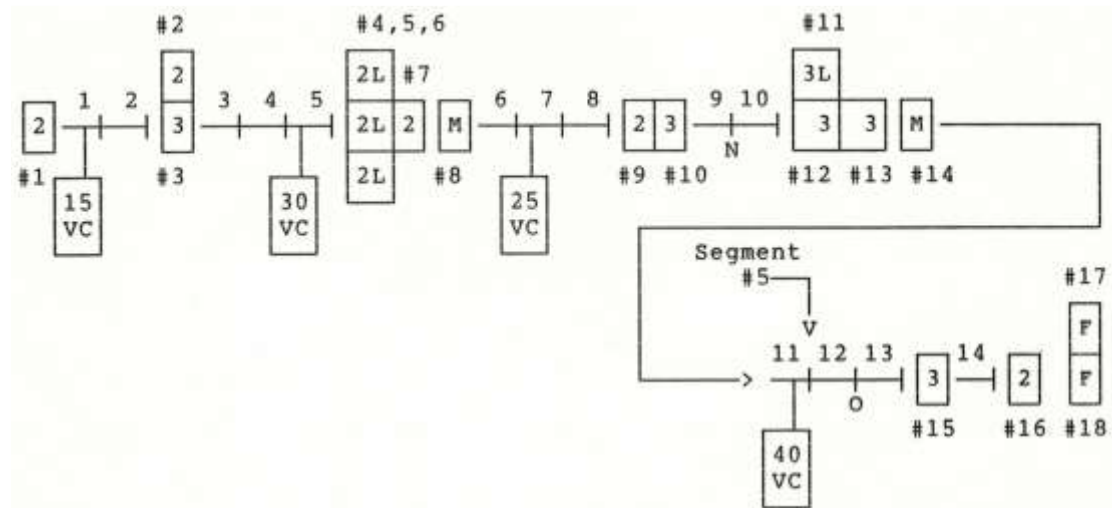 #2
#4,5,6
#11
2
2L
#7
3L
1 2
3 4 5
6 7 8
9 10
2
3
2L
2
M
2 3
3 3
M
N
#1
#3
2L
#8
#9 #10
#12 #13 #14
15
VC
30
VC
25
VC
Segment
#5
#17
V
F
11 12 13
14
>
3
2
F
O
#15
#16
#18
40
VC